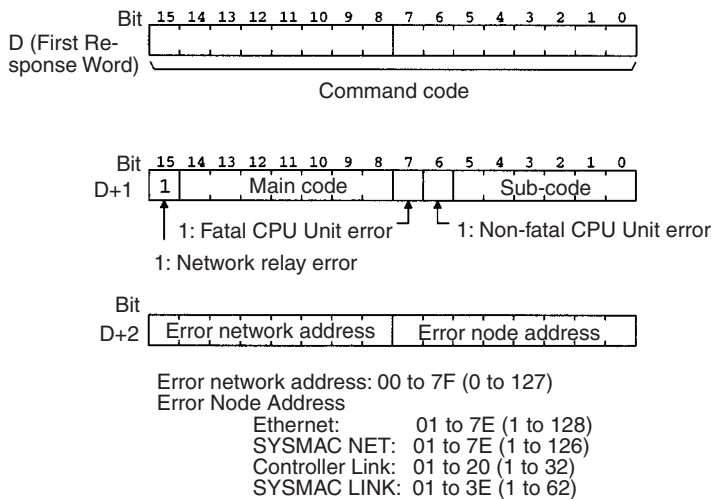 Bit 15 14 13 12 11 10 9 8 7 6 5 4 3 2 1 0
D (First Re-
sponse Word)
Command code
Bit 15 14 13 12 11 10 9 8 7 6 5 4 3 2 1 0
D+1 1 Main code Sub-code
1: Fatal CPU Unit error 1: Non-fatal CPU Unit error
1: Network relay error
Bit
D+2 Error network address Error node address
Error network address: 00 to 7F (0 to 127)
Error Node Address
Ethernet: 01 to 7E (1 to 128)
SYSMAC NET: 01 to 7E (1 to 126)
Controller Link: 01 to 20 (1 to 32)
SYSMAC LINK: 01 to 3E (1 to 62)